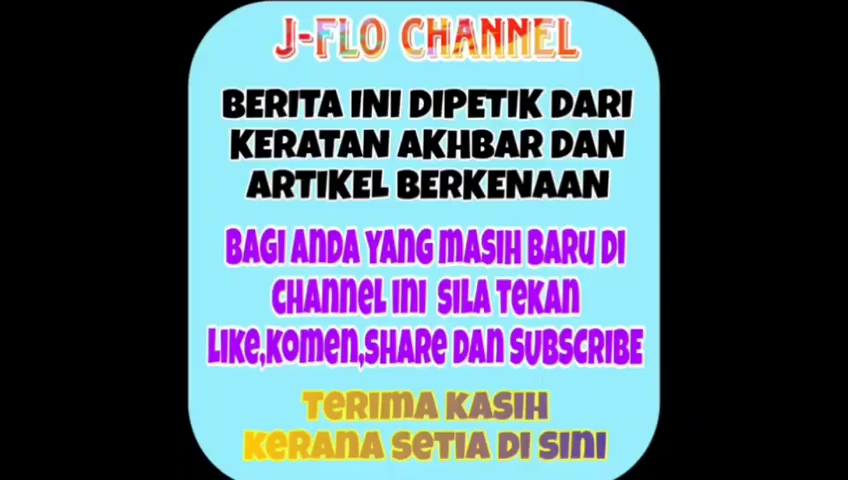 J-FLO CHANNEL
BERITA INI DIPETIK DARI
KERATAN AKHBAR DAN
ARTIKEL BERKENAAN
BAGI ANDA YANG MASIH BARU DI
CHANNEL INI SILA TEKAN
LIKE,KOMEN,SHARE DAN SUBSCRIBE
TERIMA KASIH
KERANA SETIA DI SINI